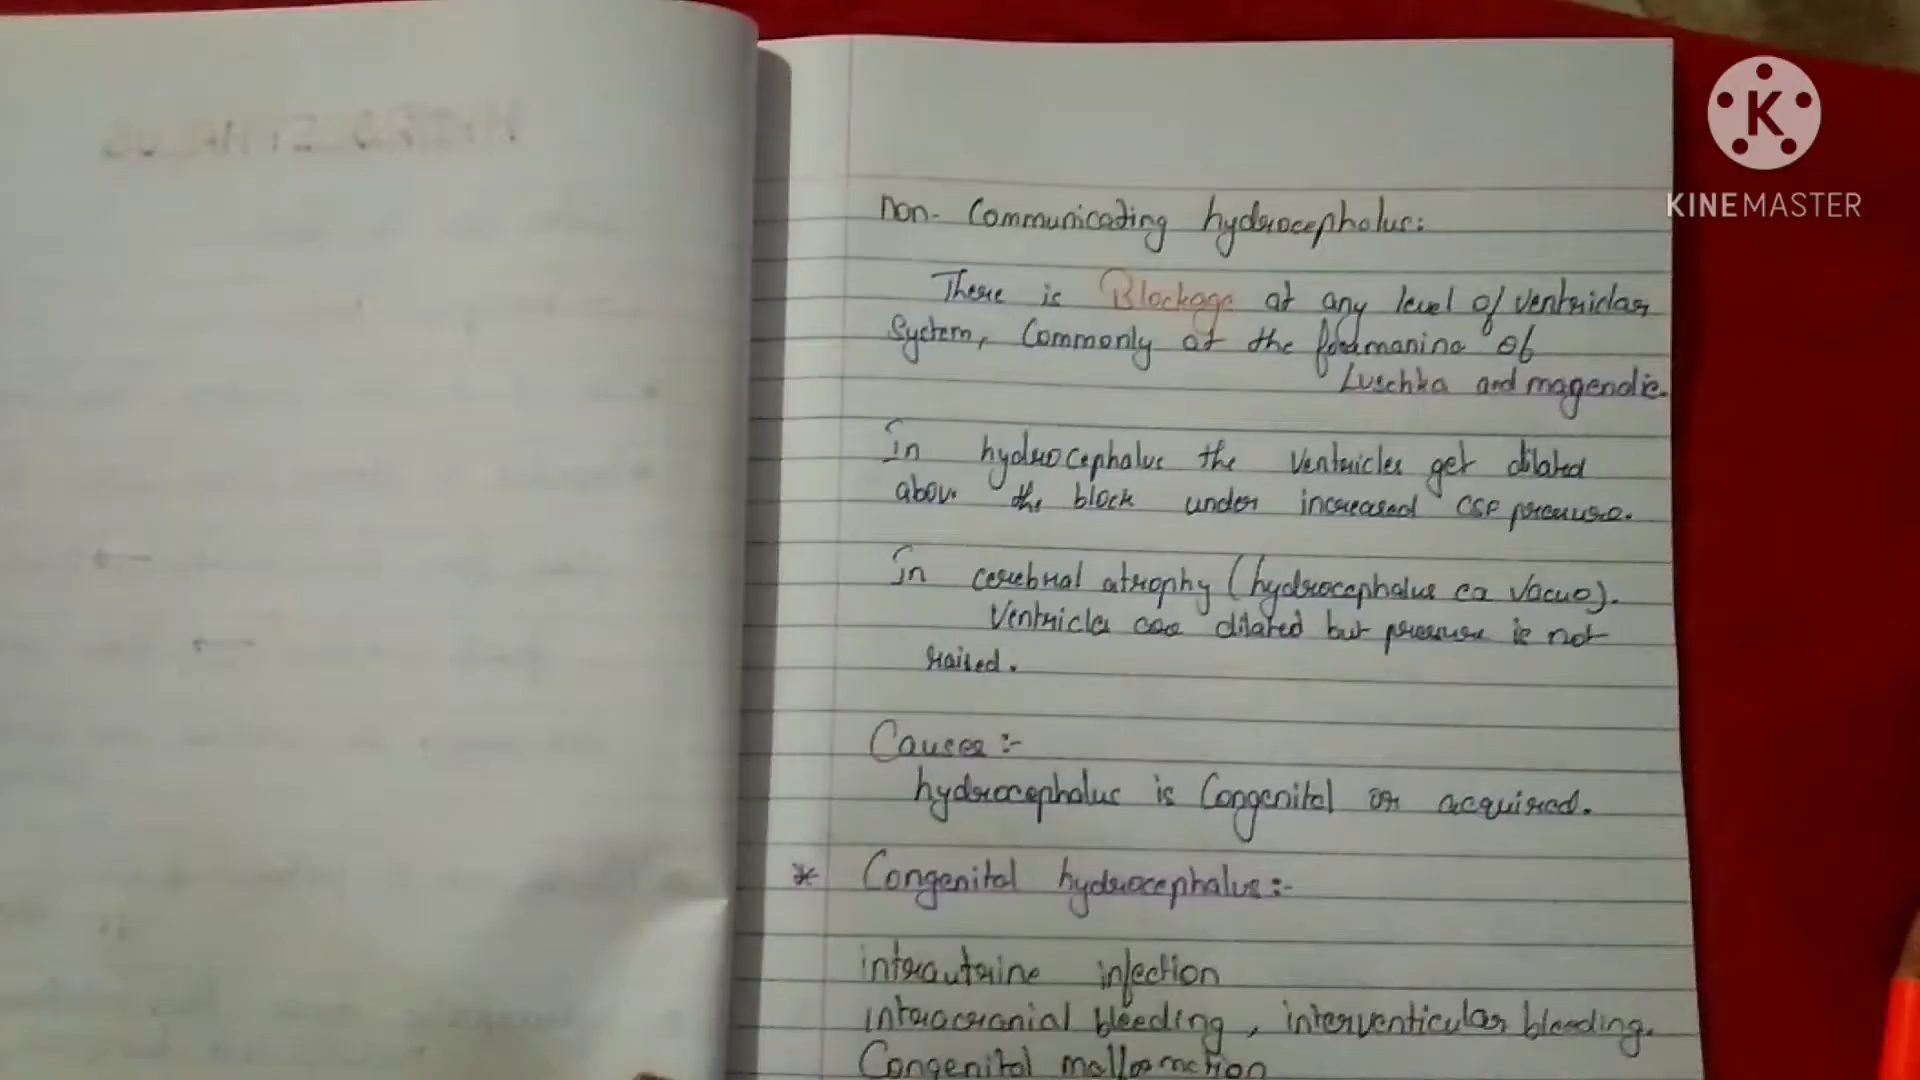 Non- Communicating hydrocephalus:
There is Blockage at any level of ventricular
System, Commonly at the foramanina of
Luschka and magendie.
In hydrocephalus the Ventricles get dilated
above the block under increased CSF pressure.
In cerebral atrophy (hydrocephalus ex Vacuo).
Ventricles are dilated but pressure is not
raised.
Causes :-
hydrocephalus is Congenital or acquired.
* Congenital hydrocephalus:-
intrauterine infection
intracranial bleeding, interventicular bleeding.
Congenital malformation
K
KINEMASTER